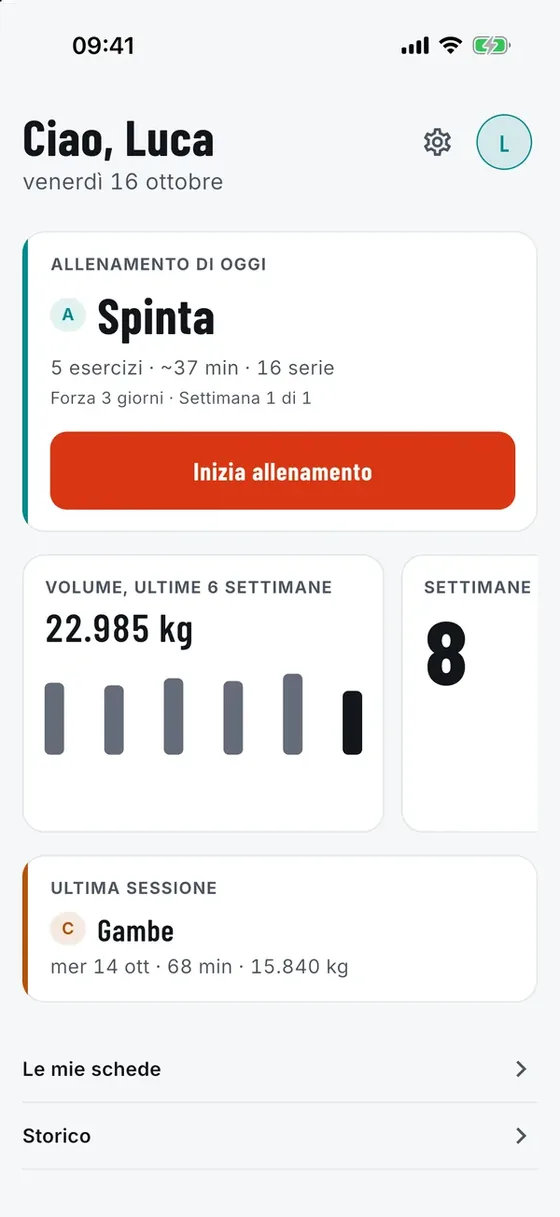 09:41
Ciao, Luca
L
venerdì 16 ottobre
ALLENAMENTO DI OGGI
A Spinta
5 esercizi · ~37 min · 16 serie
Forza 3 giorni · Settimana 1 di 1
Inizia allenamento
VOLUME, ULTIME 6 SETTIMANE
22.985 kg
SETTIMANE
8
ULTIMA SESSIONE
C Gambe
mer 14 ott · 68 min · 15.840 kg
Le mie schede
Storico